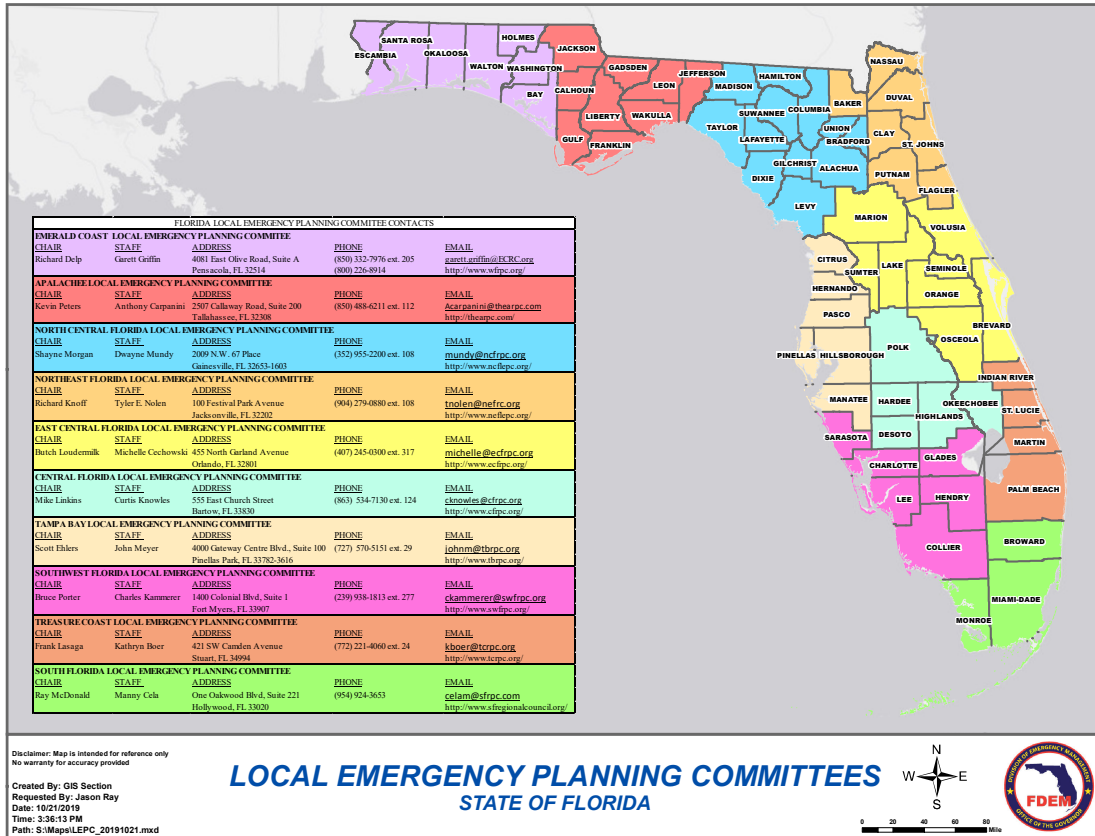 HOLMES
SANTA ROSA
JACKSON
ESCAMBIA
OKALOOSA
WALTON
WASHINGTON
NASSAU
GADSDEN
JEFFERSON
HAMILTON
BAY
CALHOUN
LEON
MADISON
DUVAL
BAKER
COLUMBIA
LIBERTY
WAKULLA
SUWANNEE
TAYLOR
UNION
CLAY
GULF
FRANKLIN
LAFAYETTE
BRADFORD
ST. JOHNS
GILCHRIST
ALACHUA
PUTNAM
DIXIE
FLAGLER
LEVY
MARION
VOLUSIA
CITRUS
LAKE
SUMTER
SEMINOLE
HERNANDO
ORANGE
PASCO
BREVARD
OSCEOLA
POLK
PINELLAS
HILLSBOROUGH
INDIAN RIVER
MANATEE
HARDEE
OKEECHOBEE
ST. LUCIE
HIGHLANDS
SARASOTA
DESOTO
MARTIN
GLADES
CHARLOTTE
PALM BEACH
LEE
HENDRY
COLLIER
BROWARD
MIAMI-DADE
MONROE
FLORIDA LOCAL EMERGENCY PLANNING COMMITEE CONTACTS
EMERALD COAST LOCAL EMERGENCY PLANNING COMMITEE
CHAIR STAFF ADDRESS PHONE EMAIL
Richard Delp Garett Griffin 4081 East Olive Road, Suite A (850) 332-7976 ext. 205 garett.griffin@ECRC.org
Pensacola, FL 32514 (800) 226-8914 http://www.wfrpc.org/
APALACHEE LOCAL EMERGENCY PLANNING COMMITTEE
CHAIR STAFF ADDRESS PHONE EMAIL
Kevin Peters Anthony Carpanini 2507 Callaway Road, Suite 200 (850) 488-6211 ext. 112 Acarpanini@thearpc.com
Tallahassee, FL 32308 http://thearpc.com/
NORTH CENTRAL FLORIDA LOCAL EMERGENCY PLANNING COMMITTEE
CHAIR STAFF ADDRESS PHONE EMAIL
Shayne Morgan Dwayne Mundy 2009 N.W. 67 Place (352) 955-2200 ext. 108 mundy@ncfrpc.org
Gainesville, FL 32653-1603 http://www.ncflepc.org/
NORTHEAST FLORIDA LOCAL EMERGENCY PLANNING COMMITTEE
CHAIR STAFF ADDRESS PHONE EMAIL
Richard Knoff Tyler E. Nolen 100 Festival Park Avenue (904) 279-0880 ext. 108 tnolen@nefrc.org
Jacksonville, FL 32202 http://www.neflepc.org/
EAST CENTRAL FLORIDA LOCAL EMERGENCY PLANNING COMMITTEE
CHAIR STAFF ADDRESS PHONE EMAIL
Butch Loudermilk Michelle Cechowski 455 North Garland Avenue (407) 245-0300 ext. 317 michelle@ecfrpc.org
Orlando, FL 32801 http://www.ecfrpc.org/
CENTRAL FLORIDA LOCAL EMERGENCY PLANNING COMMITTEE
CHAIR STAFF ADDRESS PHONE EMAIL
Mike Linkins Curtis Knowles 555 East Church Street (863) 534-7130 ext. 124 cknowles@cfrpc.org
Bartow, FL 33830 http://www.cfrpc.org/
TAMPA BAY LOCAL EMERGENCY PLANNING COMMITTEE
CHAIR STAFF ADDRESS PHONE EMAIL
Scott Ehlers John Meyer 4000 Gateway Centre Blvd., Suite 100 (727) 570-5151 ext. 29 johnm@tbrpc.org
Pinellas Park, FL 33782-3616 http://www.tbrpc.org/
SOUTHWEST FLORIDA LOCAL EMERGENCY PLANNING COMMITTEE
CHAIR STAFF ADDRESS PHONE EMAIL
Bruce Porter Charles Kammerer 1400 Colonial Blvd, Suite 1 (239) 938-1813 ext. 277 ckammerer@swfrpc.org
Fort Myers, FL 33907 http://www.swfrpc.org/
TREASURE COAST LOCAL EMERGENCY PLANNING COMMITTEE
CHAIR STAFF ADDRESS PHONE EMAIL
Frank Lasaga Kathryn Boer 421 SW Camden Avenue (772) 221-4060 ext. 24 kboer@tcrpc.org
Stuart, FL 34994 http://www.tcrpc.org/
SOUTH FLORIDA LOCAL EMERGENCY PLANNING COMMITTEE
CHAIR STAFF ADDRESS PHONE EMAIL
Ray McDonald Manny Cela One Oakwood Blvd, Suite 221 (954) 924-3653 celam@sfrpc.com
Hollywood, FL 33020 http://www.sfregionalcouncil.org/
Disclaimer: Map is intended for reference only
No warranty for accuracy provided
Created By: GIS Section
Requested By: Jason Ray
Date: 10/21/2019
Time: 3:36:13 PM
Path: S:\Maps\LEPC_20191021.mxd
LOCAL EMERGENCY PLANNING COMMITTEES
STATE OF FLORIDA
N
W E
S
0 20 40 60 80
Mile
DIVISION OF EMERGENCY MANAGEMENT
FDEM
OFFICE OF THE GOVERNOR